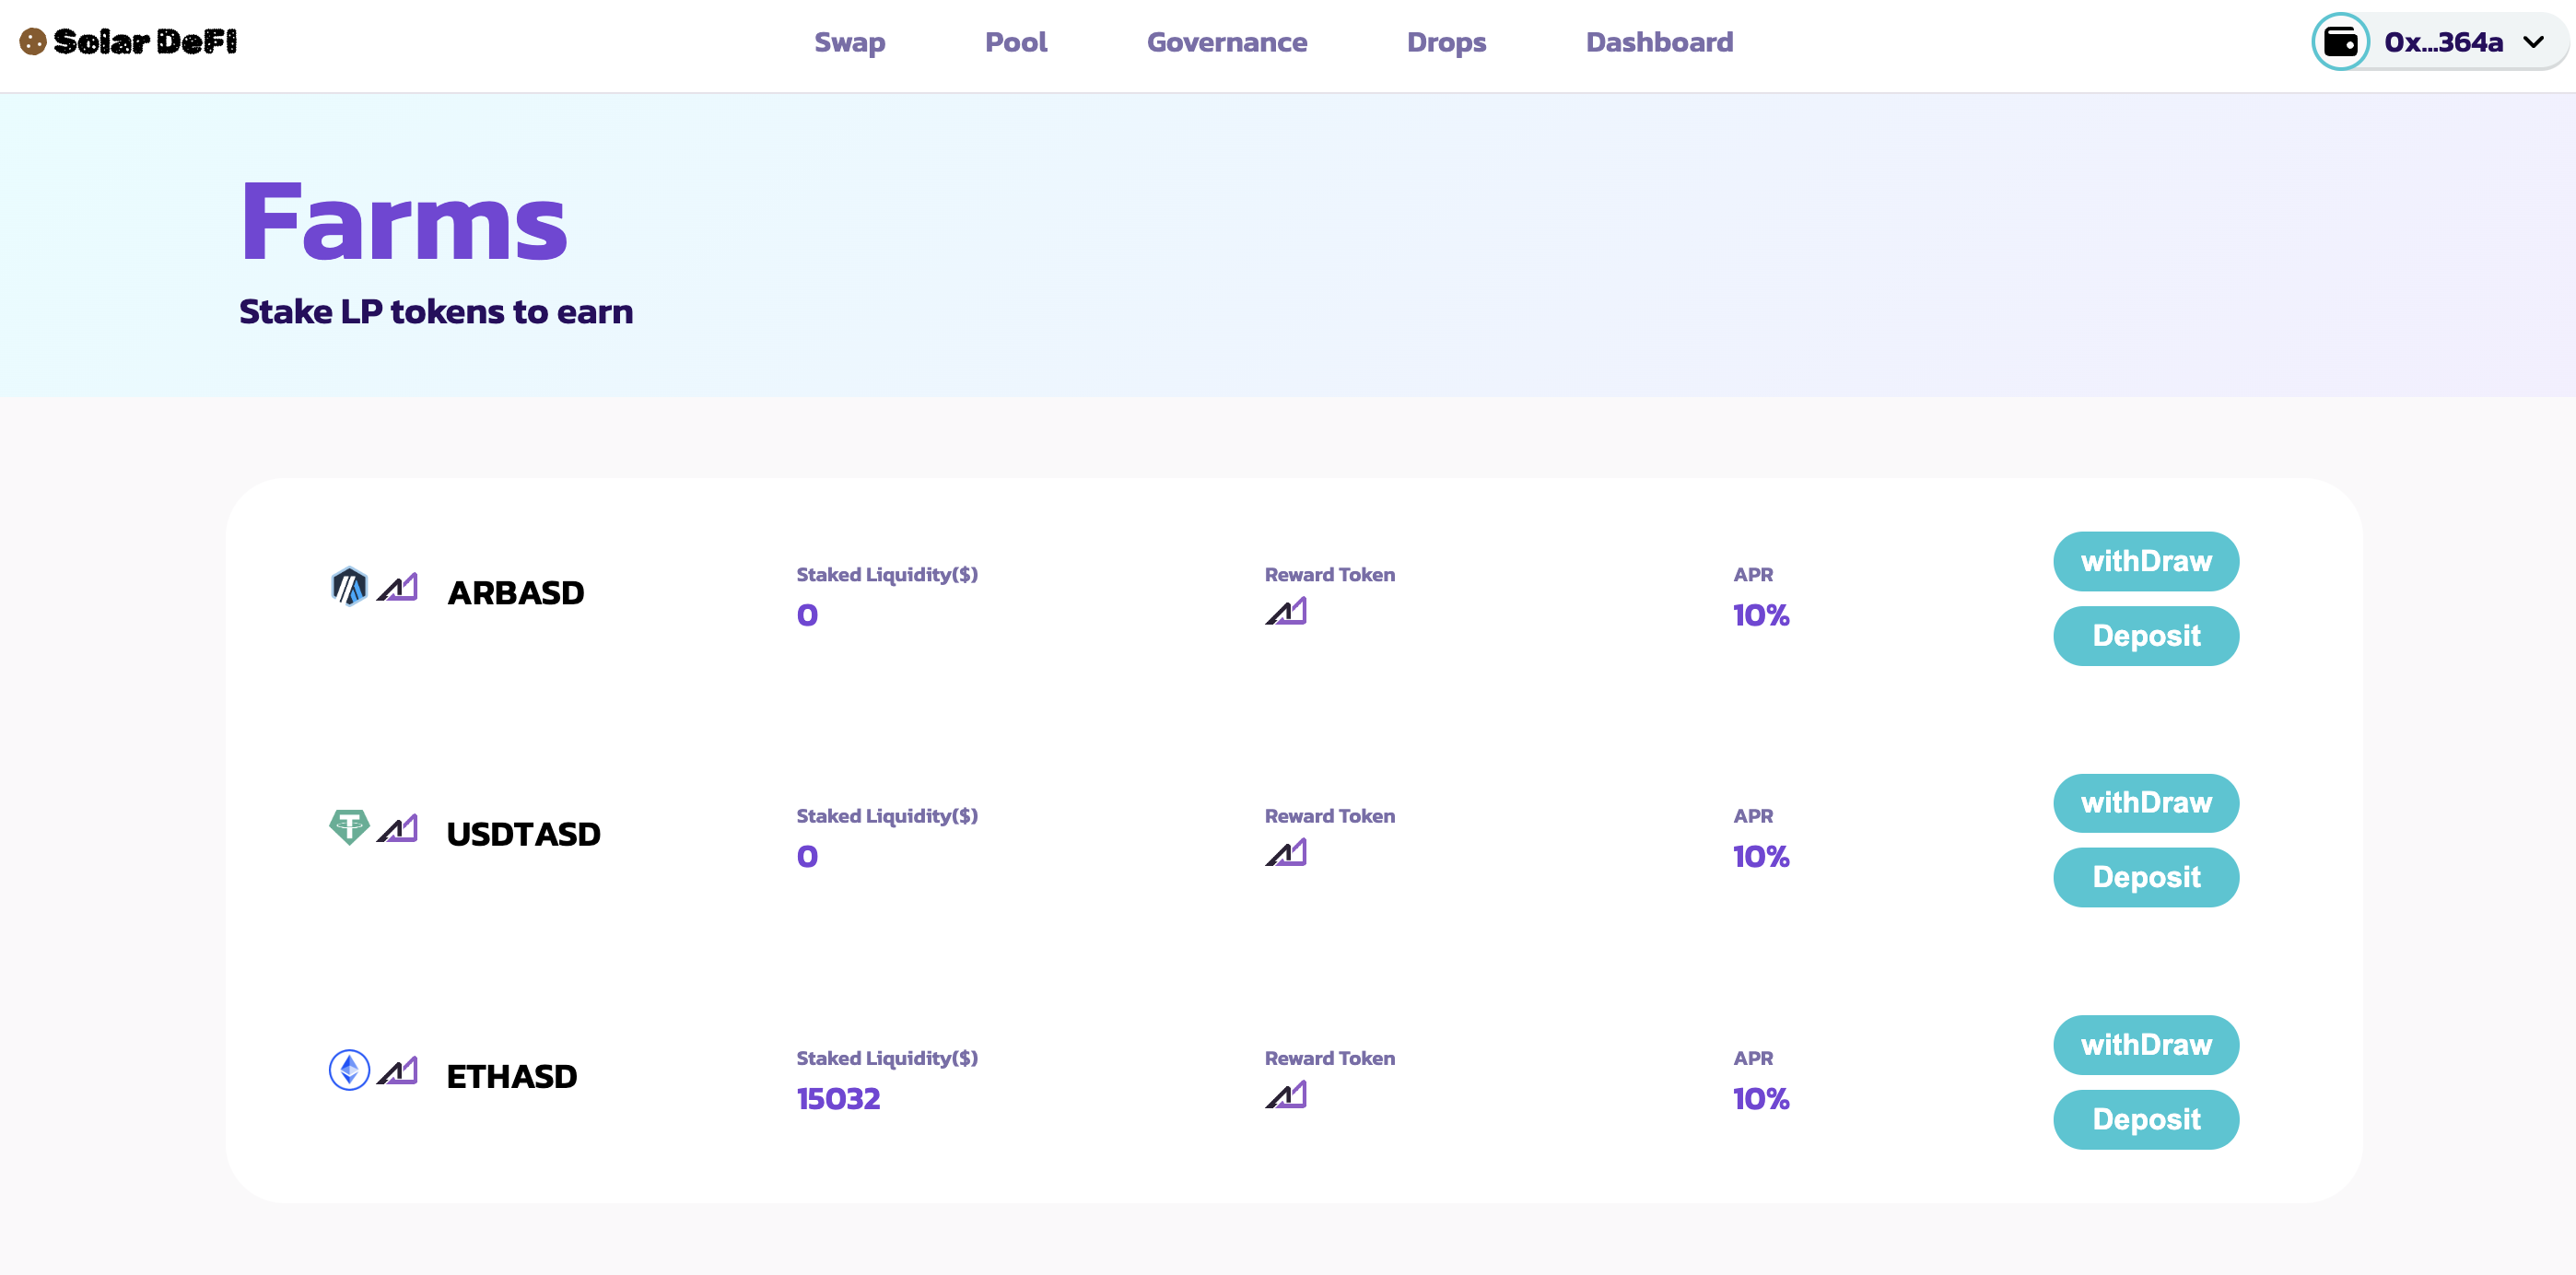 Solar DeFI
Swap Pool Governance Drops Dashboard
0x...364a
Farms
Stake LP tokens to earn
ARBASD
Staked Liquidity($)
0
Reward Token
APR
10%
withDraw
Deposit
USDTASD
Staked Liquidity($)
0
Reward Token
APR
10%
withDraw
Deposit
ETHASD
Staked Liquidity($)
15032
Reward Token
APR
10%
withDraw
Deposit